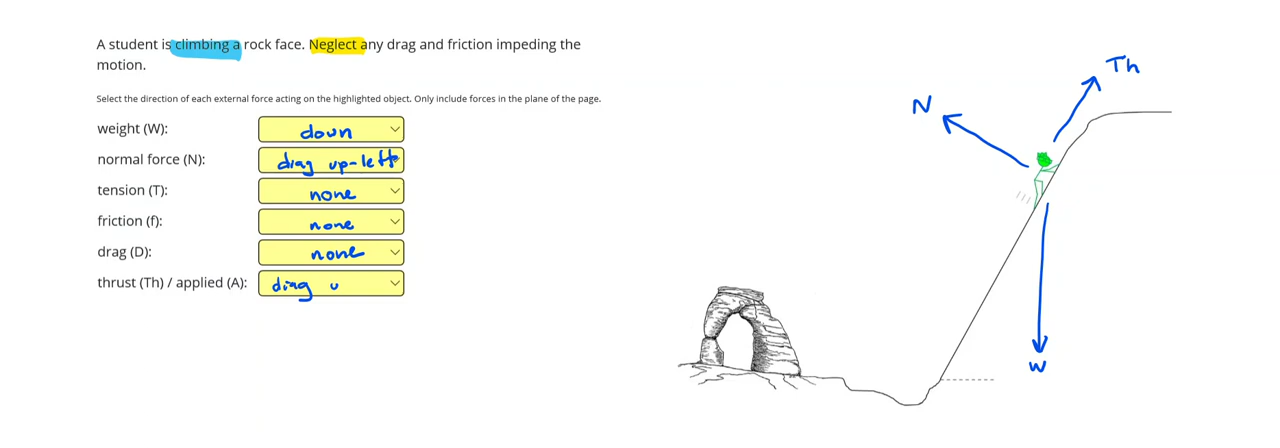 A student is climbing a rock face. Neglect any drag and friction impeding the
motion.
Select the direction of each external force acting on the highlighted object. Only include forces in the plane of the page.
weight (W): down
normal force (N): diag up-left
tension (T): none
friction (f): none
drag (D): none
thrust (Th) / applied (A): diag u
Th
N
W